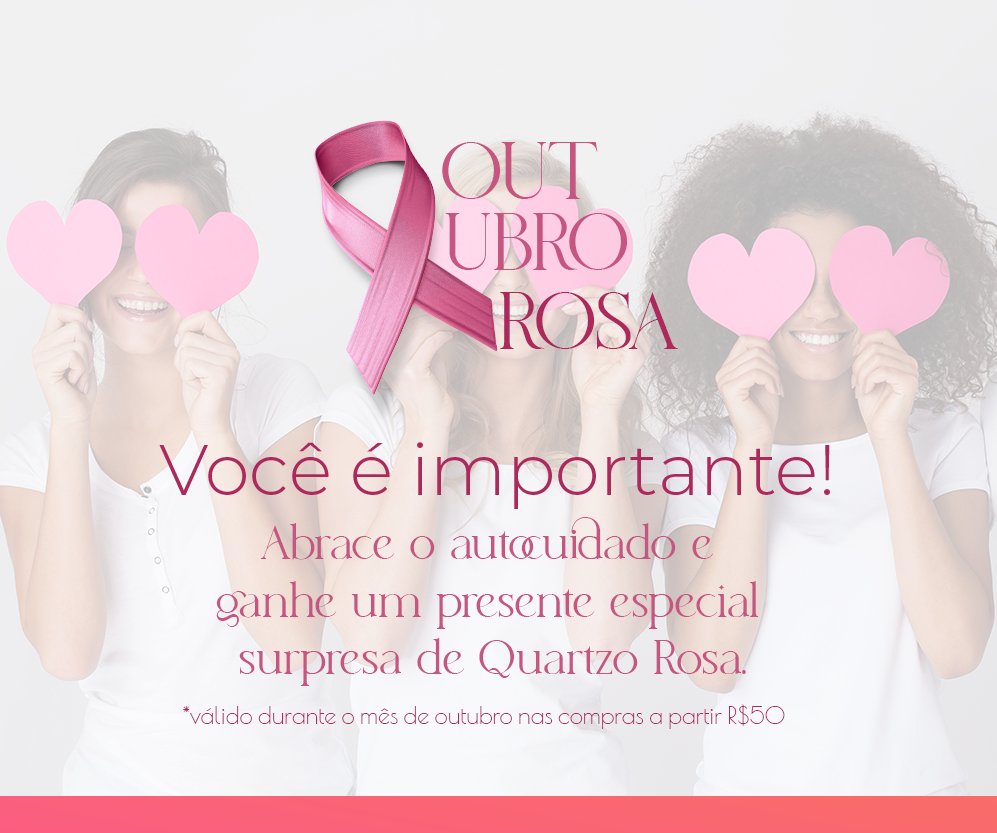 OUT
UBRO
ROSA
Você é importante!
Abrace o autocuidado e
ganhe um presente especial
surpresa de Quartzo Rosa.
*válido durante o mês de outubro nas compras a partir R$50